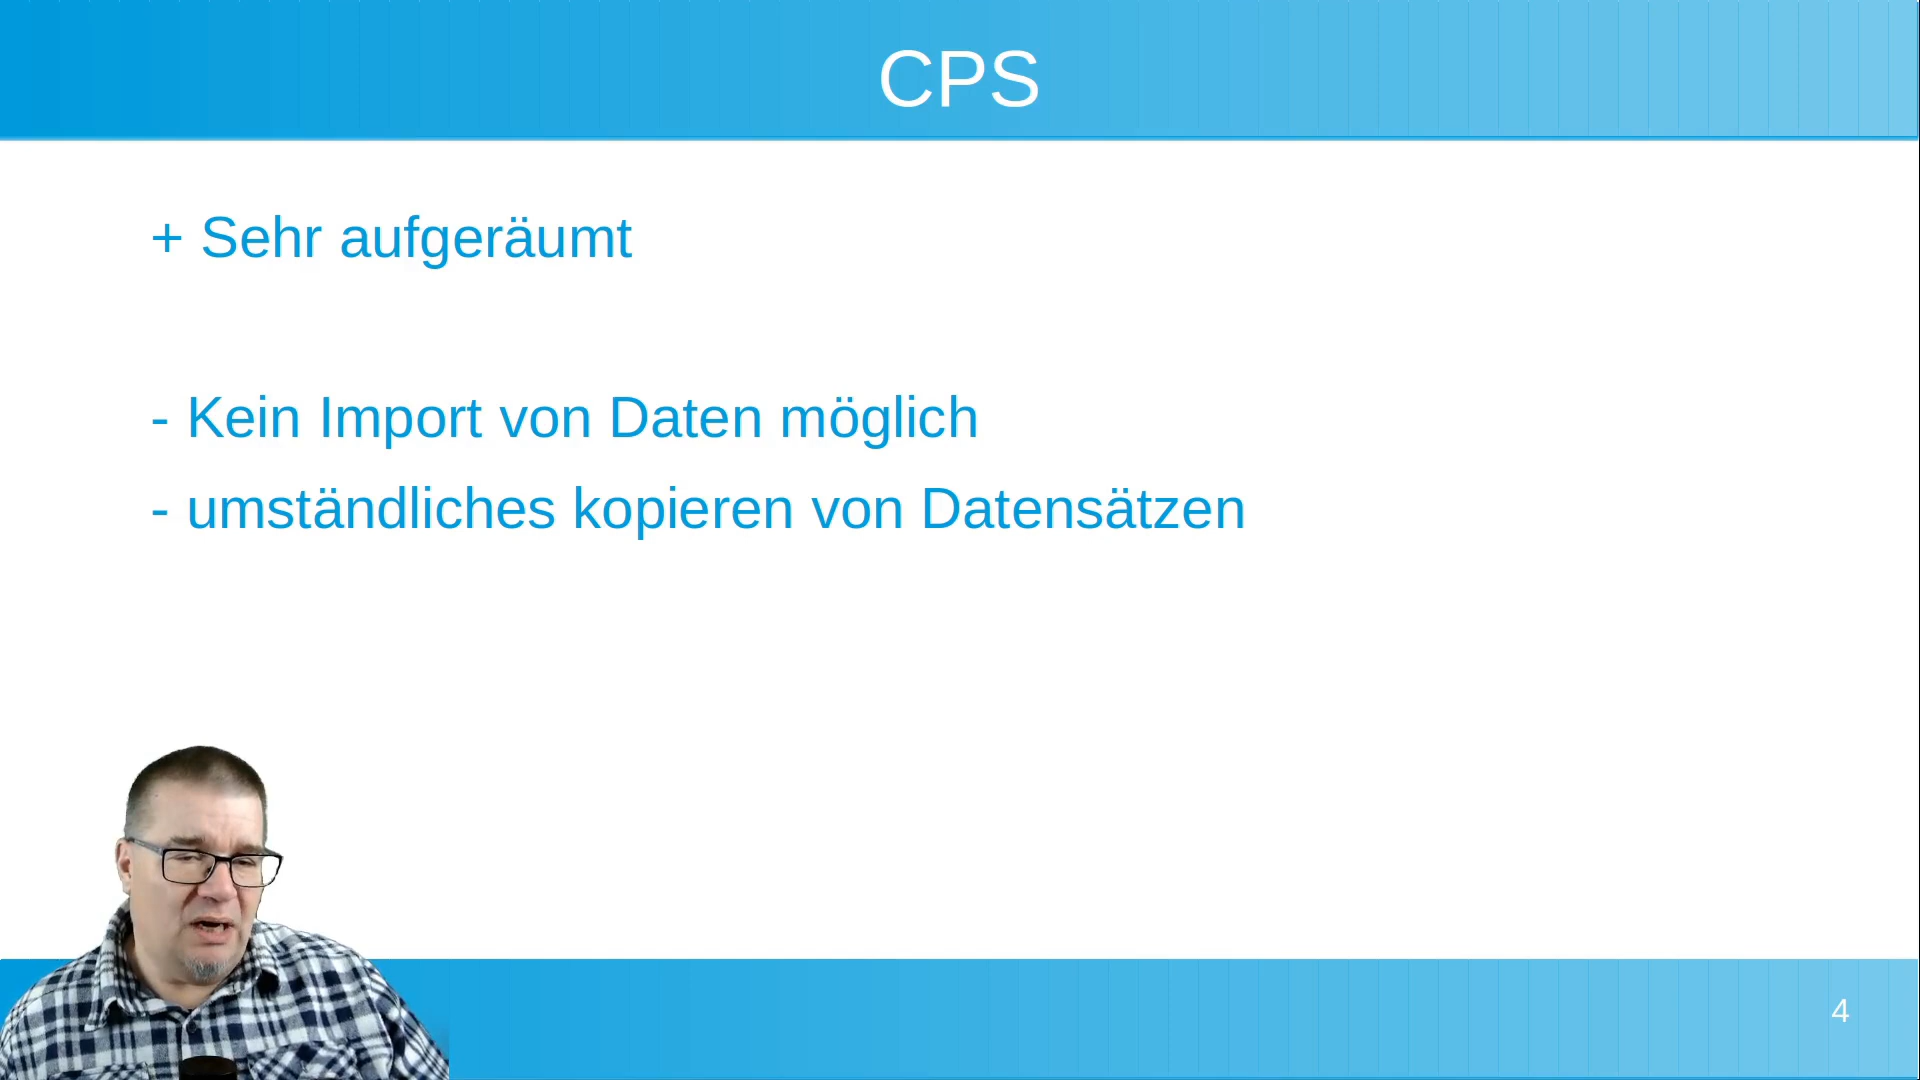 CPS
+ Sehr aufgeräumt
- Kein Import von Daten möglich
- umständliches kopieren von Datensätzen
4